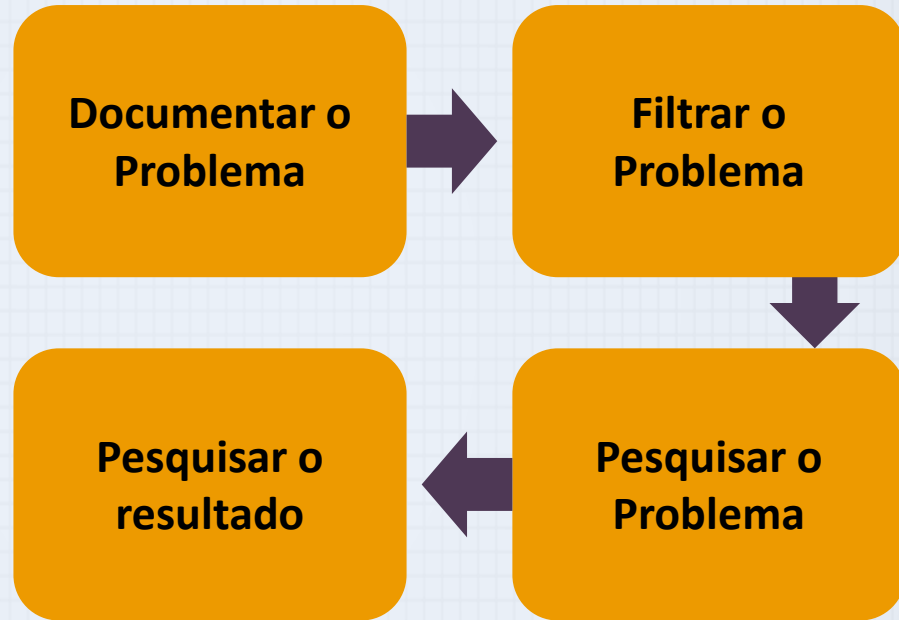 Documentar o
Problema
Filtrar o
Problema
Pesquisar o
Problema
Pesquisar o
resultado